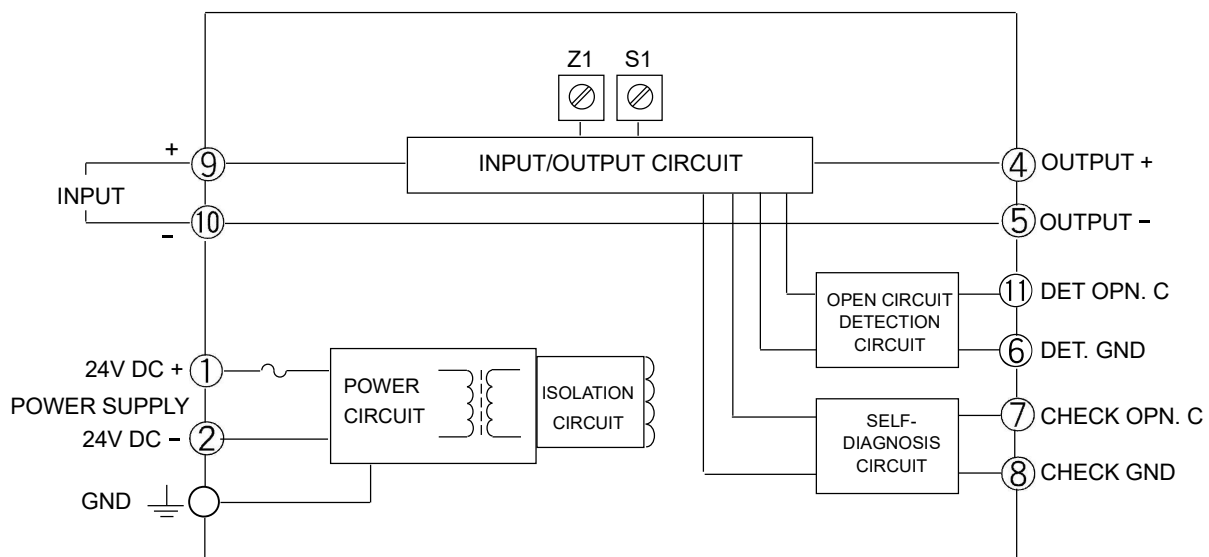 Z1 S1
+ 9 INPUT/OUTPUT CIRCUIT 4 OUTPUT +
INPUT
− 10 5 OUTPUT −
OPEN CIRCUIT
DETECTION
CIRCUIT
11 DET OPN. C
6 DET. GND
24V DC + 1
POWER SUPPLY
24V DC − 2
GND
POWER
CIRCUIT
ISOLATION
CIRCUIT
SELF-
DIAGNOSIS
CIRCUIT
7 CHECK OPN. C
8 CHECK GND